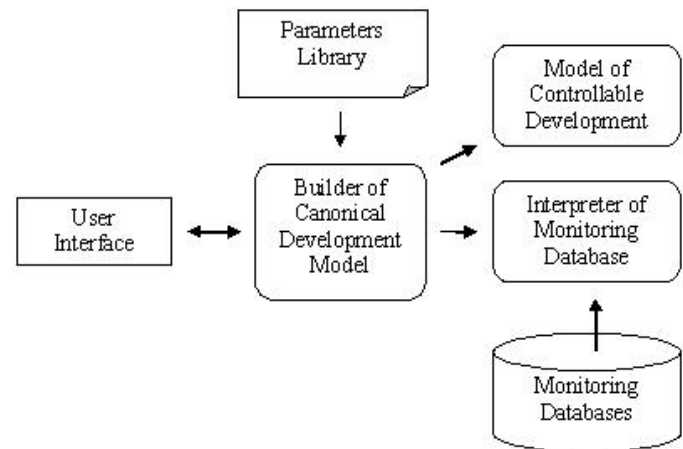 Parameters
Library
Model of
Controllable
Development
Builder of
Canonical
Development
Model
User
Interface
Interpreter of
Monitoring
Database
Monitoring
Databases